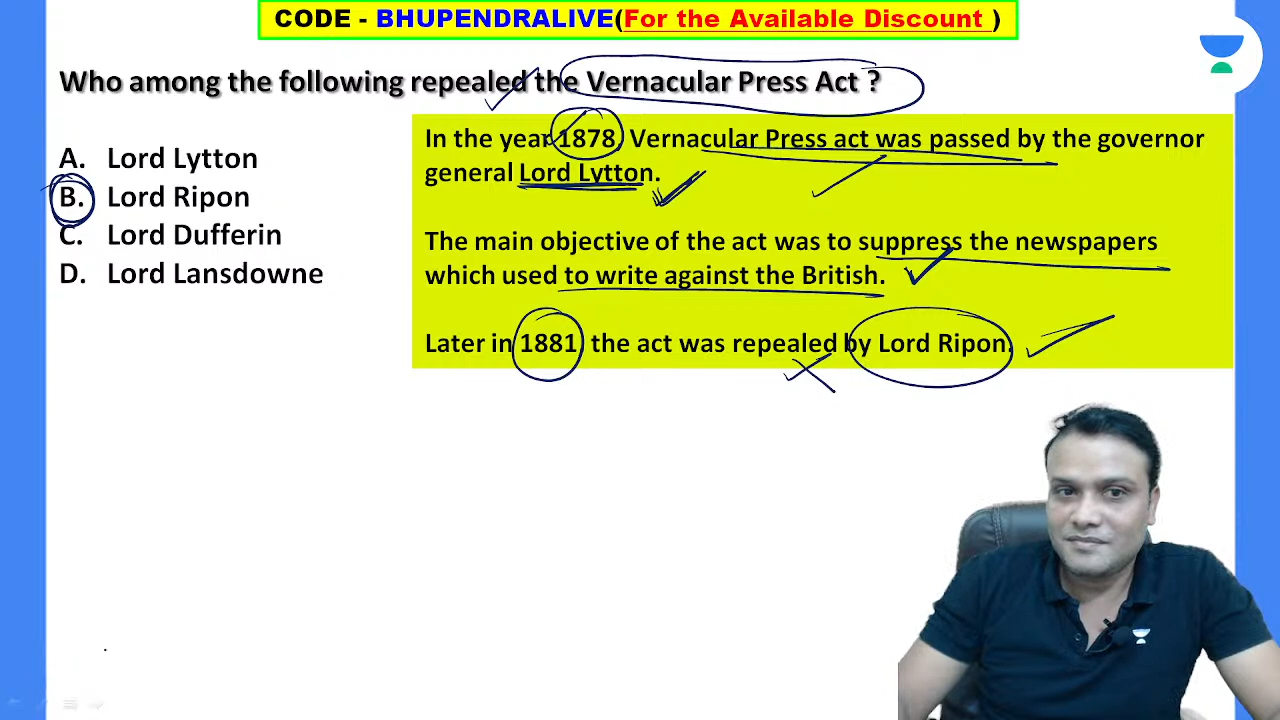 CODE - BHUPENDRALIVE(For the Available Discount )
Who among the following repealed the Vernacular Press Act ?
A. Lord Lytton
B. Lord Ripon
C. Lord Dufferin
D. Lord Lansdowne
In the year 1878, Vernacular Press act was passed by the governor
general Lord Lytton.
The main objective of the act was to suppress the newspapers
which used to write against the British.
Later in 1881 the act was repealed by Lord Ripon.